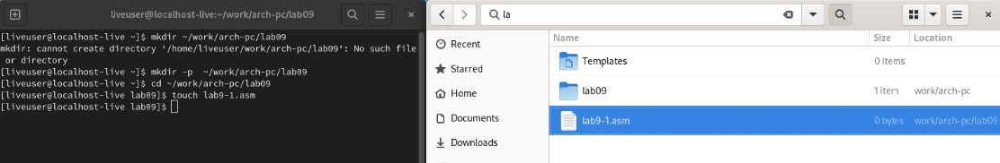 liveuser@localhost-live:~/work/arch-pc/lab09
[liveuser@localhost-live ~]$ mkdir ~/work/arch-pc/lab09
mkdir: cannot create directory '/home/liveuser/work/arch-pc/lab09': No such file
or directory
[liveuser@localhost-live ~]$ mkdir -p  ~/work/arch-pc/lab09
[liveuser@localhost-live ~]$ cd ~/work/arch-pc/lab09
[liveuser@localhost-live lab09]$ touch lab9-1.asm
[liveuser@localhost-live lab09]$
la
Recent
Starred
Home
Documents
Downloads
Name Size Location
Templates 0 items
lab09 1 item work/arch-pc
lab9-1.asm 0 bytes work/arch-pc/lab09